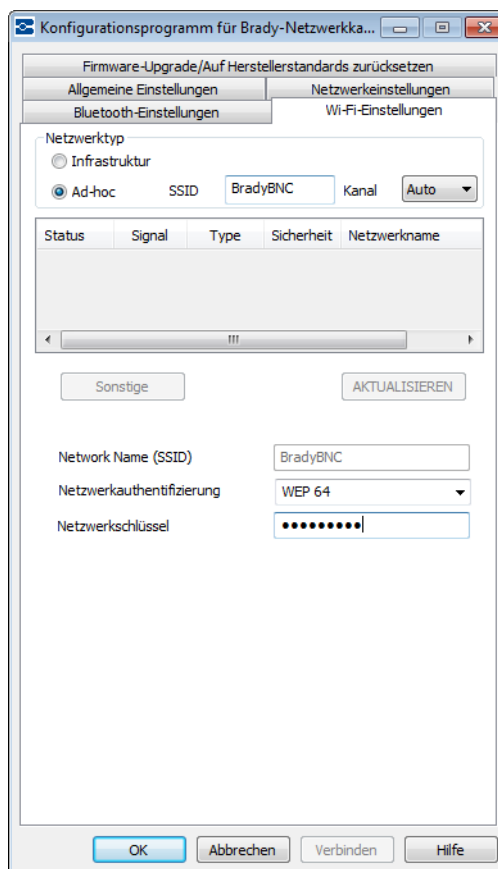 Konfigurationsprogramm für Brady-Netzwerkka...
Firmware-Upgrade/Auf Herstellerstandards zurücksetzen
Allgemeine Einstellungen Netzwerkeinstellungen
Bluetooth-Einstellungen Wi-Fi-Einstellungen
Netzwerktyp
Infrastruktur
Ad-hoc SSID BradyBNC Kanal Auto
Status Signal Type Sicherheit Netzwerkname
Sonstige AKTUALISIEREN
Network Name (SSID) BradyBNC
Netzwerkauthentifizierung WEP 64
Netzwerkschlüssel •••••••••
OK Abbrechen Verbinden Hilfe